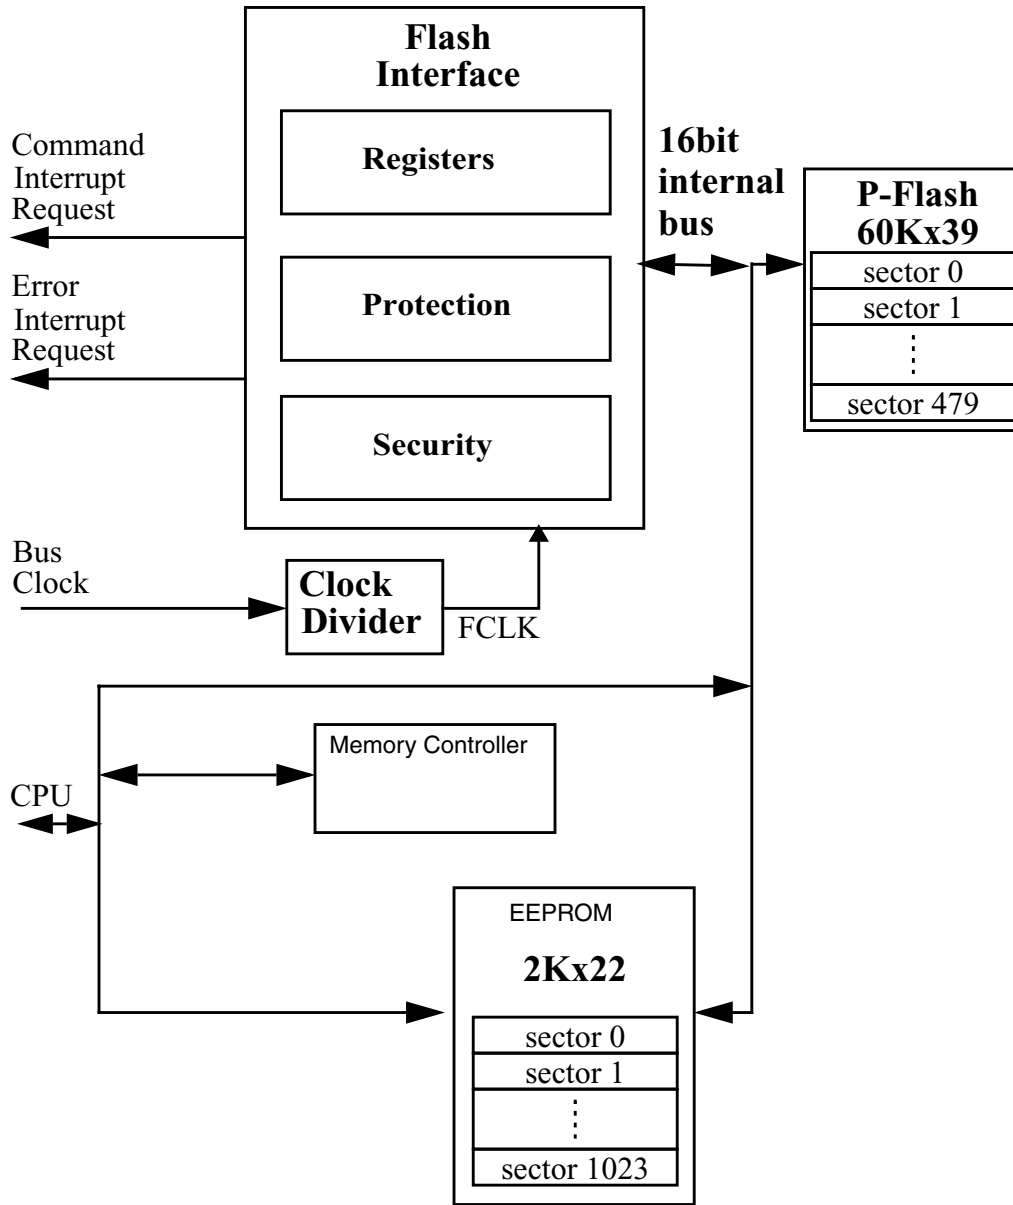 Flash
Interface
Registers
Protection
Security
Command
Interrupt
Request
Error
Interrupt
Request
16bit
internal
bus
P-Flash
60Kx39
sector 0
sector 1
sector 479
Bus
Clock
Clock
Divider
FCLK
Memory Controller
CPU
EEPROM
2Kx22
sector 0
sector 1
sector 1023